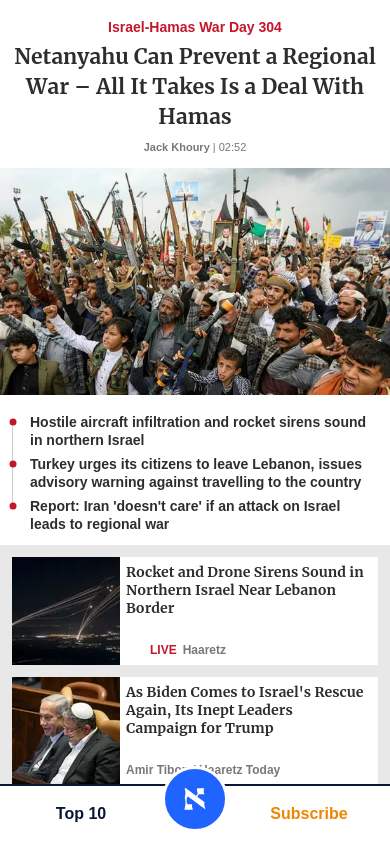 Israel-Hamas War Day 304
Netanyahu Can Prevent a Regional
War – All It Takes Is a Deal With
Hamas
Jack Khoury | 02:52
Hostile aircraft infiltration and rocket sirens sound
in northern Israel
Turkey urges its citizens to leave Lebanon, issues
advisory warning against travelling to the country
Report: Iran 'doesn't care' if an attack on Israel
leads to regional war
Rocket and Drone Sirens Sound in
Northern Israel Near Lebanon
Border
LIVE Haaretz
As Biden Comes to Israel's Rescue
Again, Its Inept Leaders
Campaign for Trump
Amir Tibon | Haaretz Today
Top 10
א
Subscribe